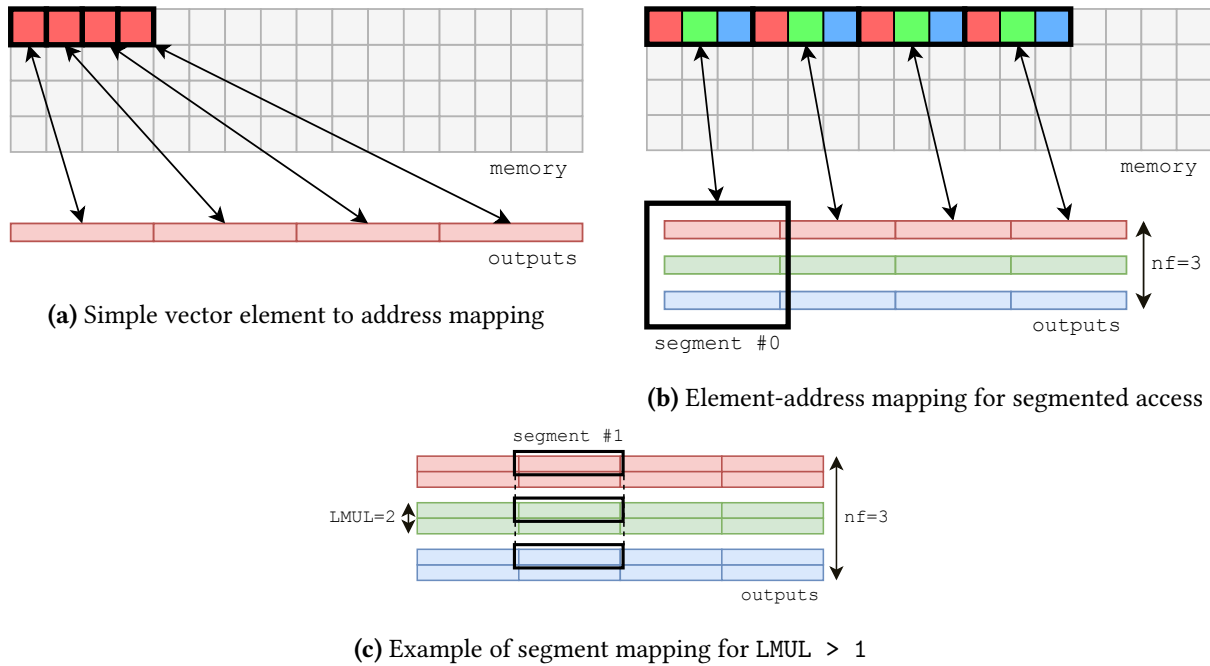 memory
outputs
(a) Simple vector element to address mapping
memory
nf=3
outputs
segment #0
(b) Element-address mapping for segmented access
segment #1
LMUL=2
nf=3
outputs
(c) Example of segment mapping for LMUL > 1